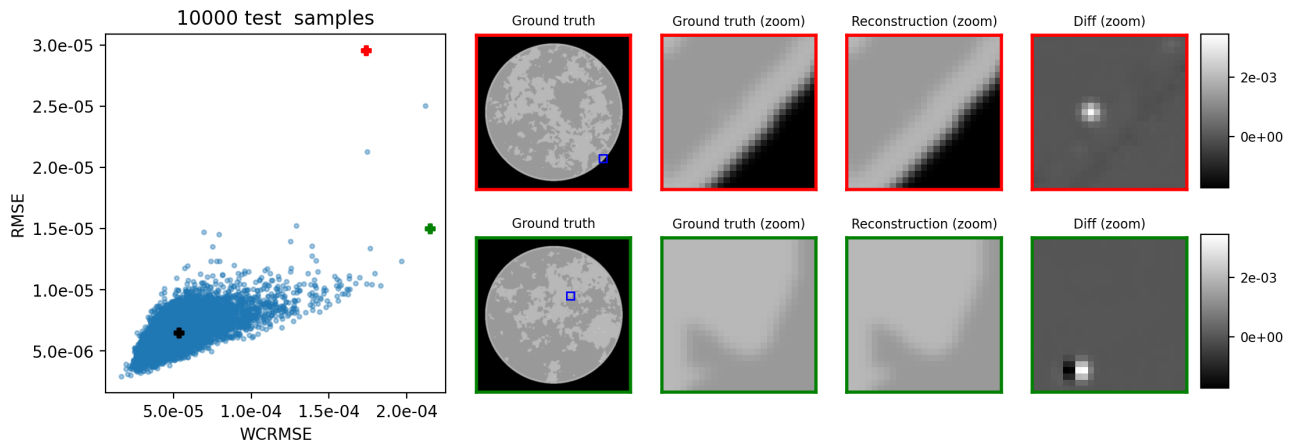 10000 test  samples
RMSE
3.0e-05
2.5e-05
2.0e-05
1.5e-05
1.0e-05
5.0e-06
5.0e-05 1.0e-04 1.5e-04 2.0e-04
WCRMSE
Ground truth Ground truth (zoom) Reconstruction (zoom) Diff (zoom)
2e-03
0e+00
Ground truth Ground truth (zoom) Reconstruction (zoom) Diff (zoom)
2e-03
0e+00